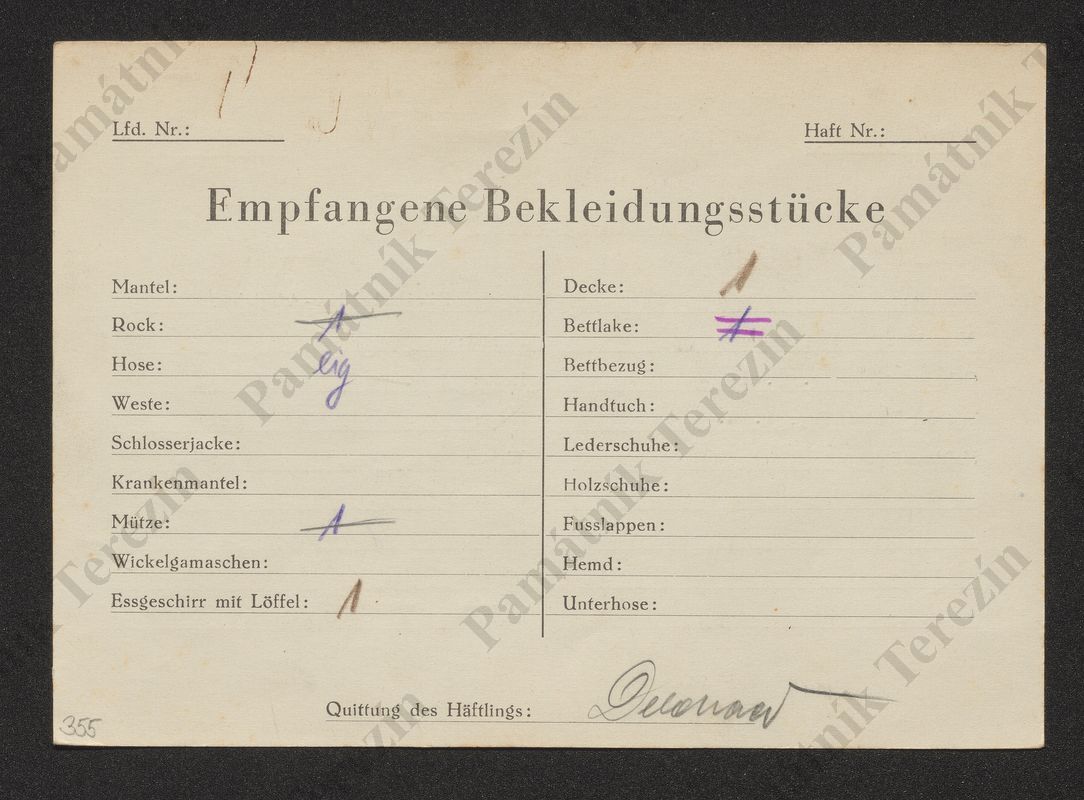 Lfd. Nr.:
Haft Nr.:
Empfangene Bekleidungsstücke
Mantel:
Rock: 1
Hose: eig
Weste:
Schlosserjacke:
Krankenmantel:
Mütze: 1
Wickelgamaschen:
Essgeschirr mit Löffel: 1
Decke: 1
Bettlake: 1
Bettbezug:
Handtuch:
Lederschuhe:
Holzschuhe:
Fusslappen:
Hemd:
Unterhose:
Quittung des Häftlings:
355
Památník Terezín